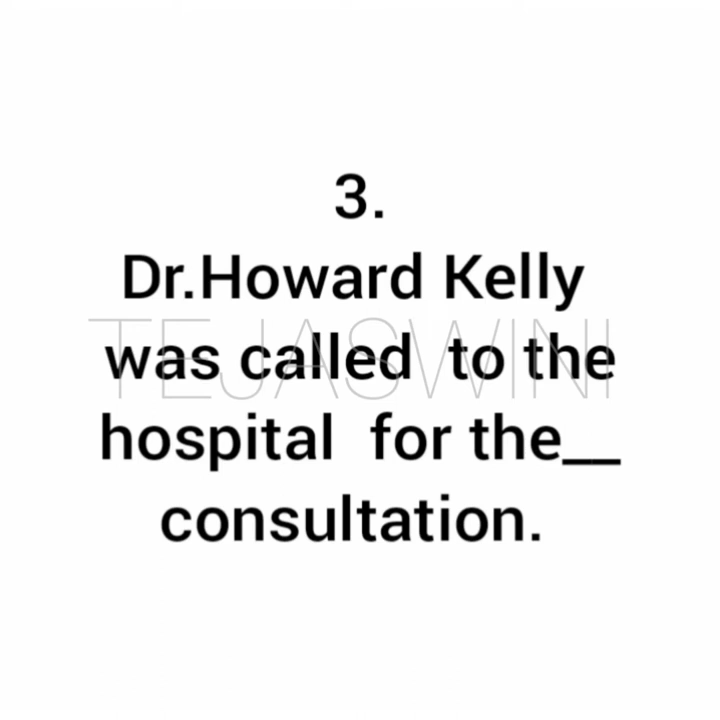 3.
Dr.Howard Kelly
was called to the
TEJASWINI
hospital for the__
consultation.